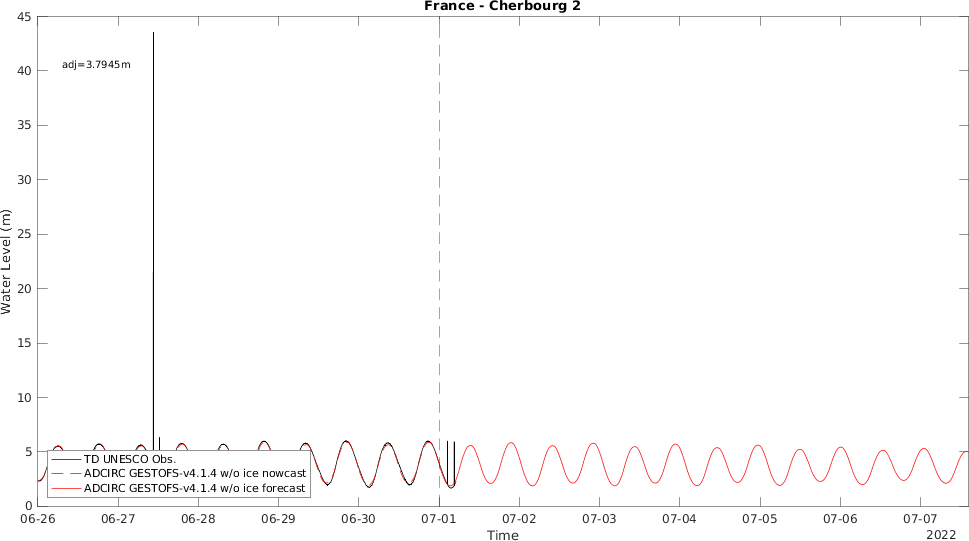 France - Cherbourg 2
45
40
35
30
25
20
15
10
5
0
adj=3.7945m
Water Level (m)
TD UNESCO Obs.
ADCIRC GESTOFS-v4.1.4 w/o ice nowcast
ADCIRC GESTOFS-v4.1.4 w/o ice forecast
06-26 06-27 06-28 06-29 06-30 07-01 07-02 07-03 07-04 07-05 07-06 07-07
Time
2022